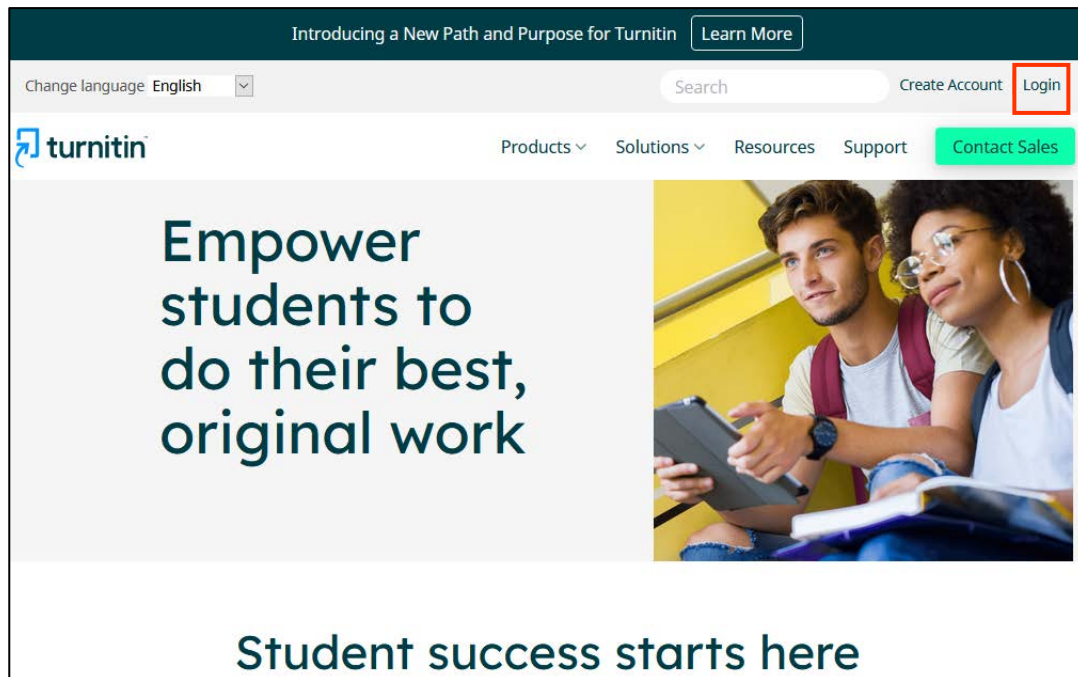 Introducing a New Path and Purpose for Turnitin Learn More
Change language English Search Create Account Login
turnitin Products Solutions Resources Support Contact Sales
Empower
students to
do their best,
original work
Student success starts here